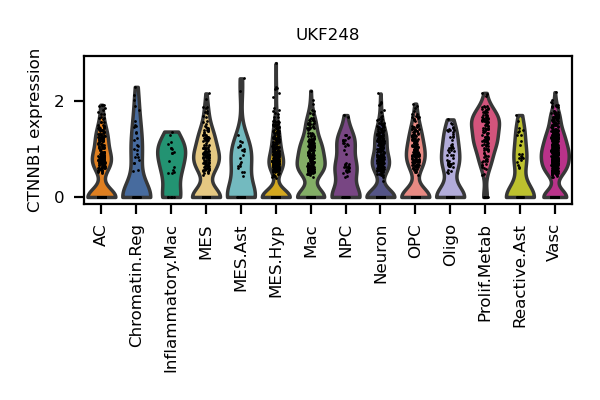 UKF248
CTNNB1 expression
2
0
AC
Chromatin.Reg
Inflammatory.Mac
MES
MES.Ast
MES.Hyp
Mac
NPC
Neuron
OPC
Oligo
Prolif.Metab
Reactive.Ast
Vasc